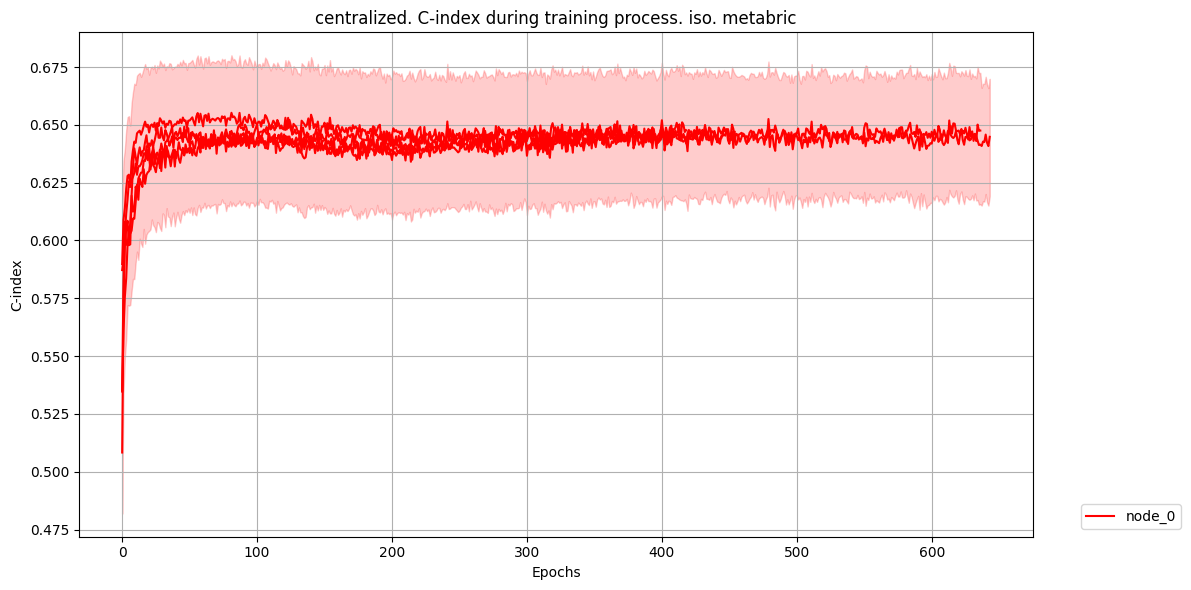 centralized. C-index during training process. iso. metabric
0.675
0.650
0.625
0.600
0.575
0.550
0.525
0.500
0.475
C-index
0 100 200 300 400 500 600
Epochs
node_0